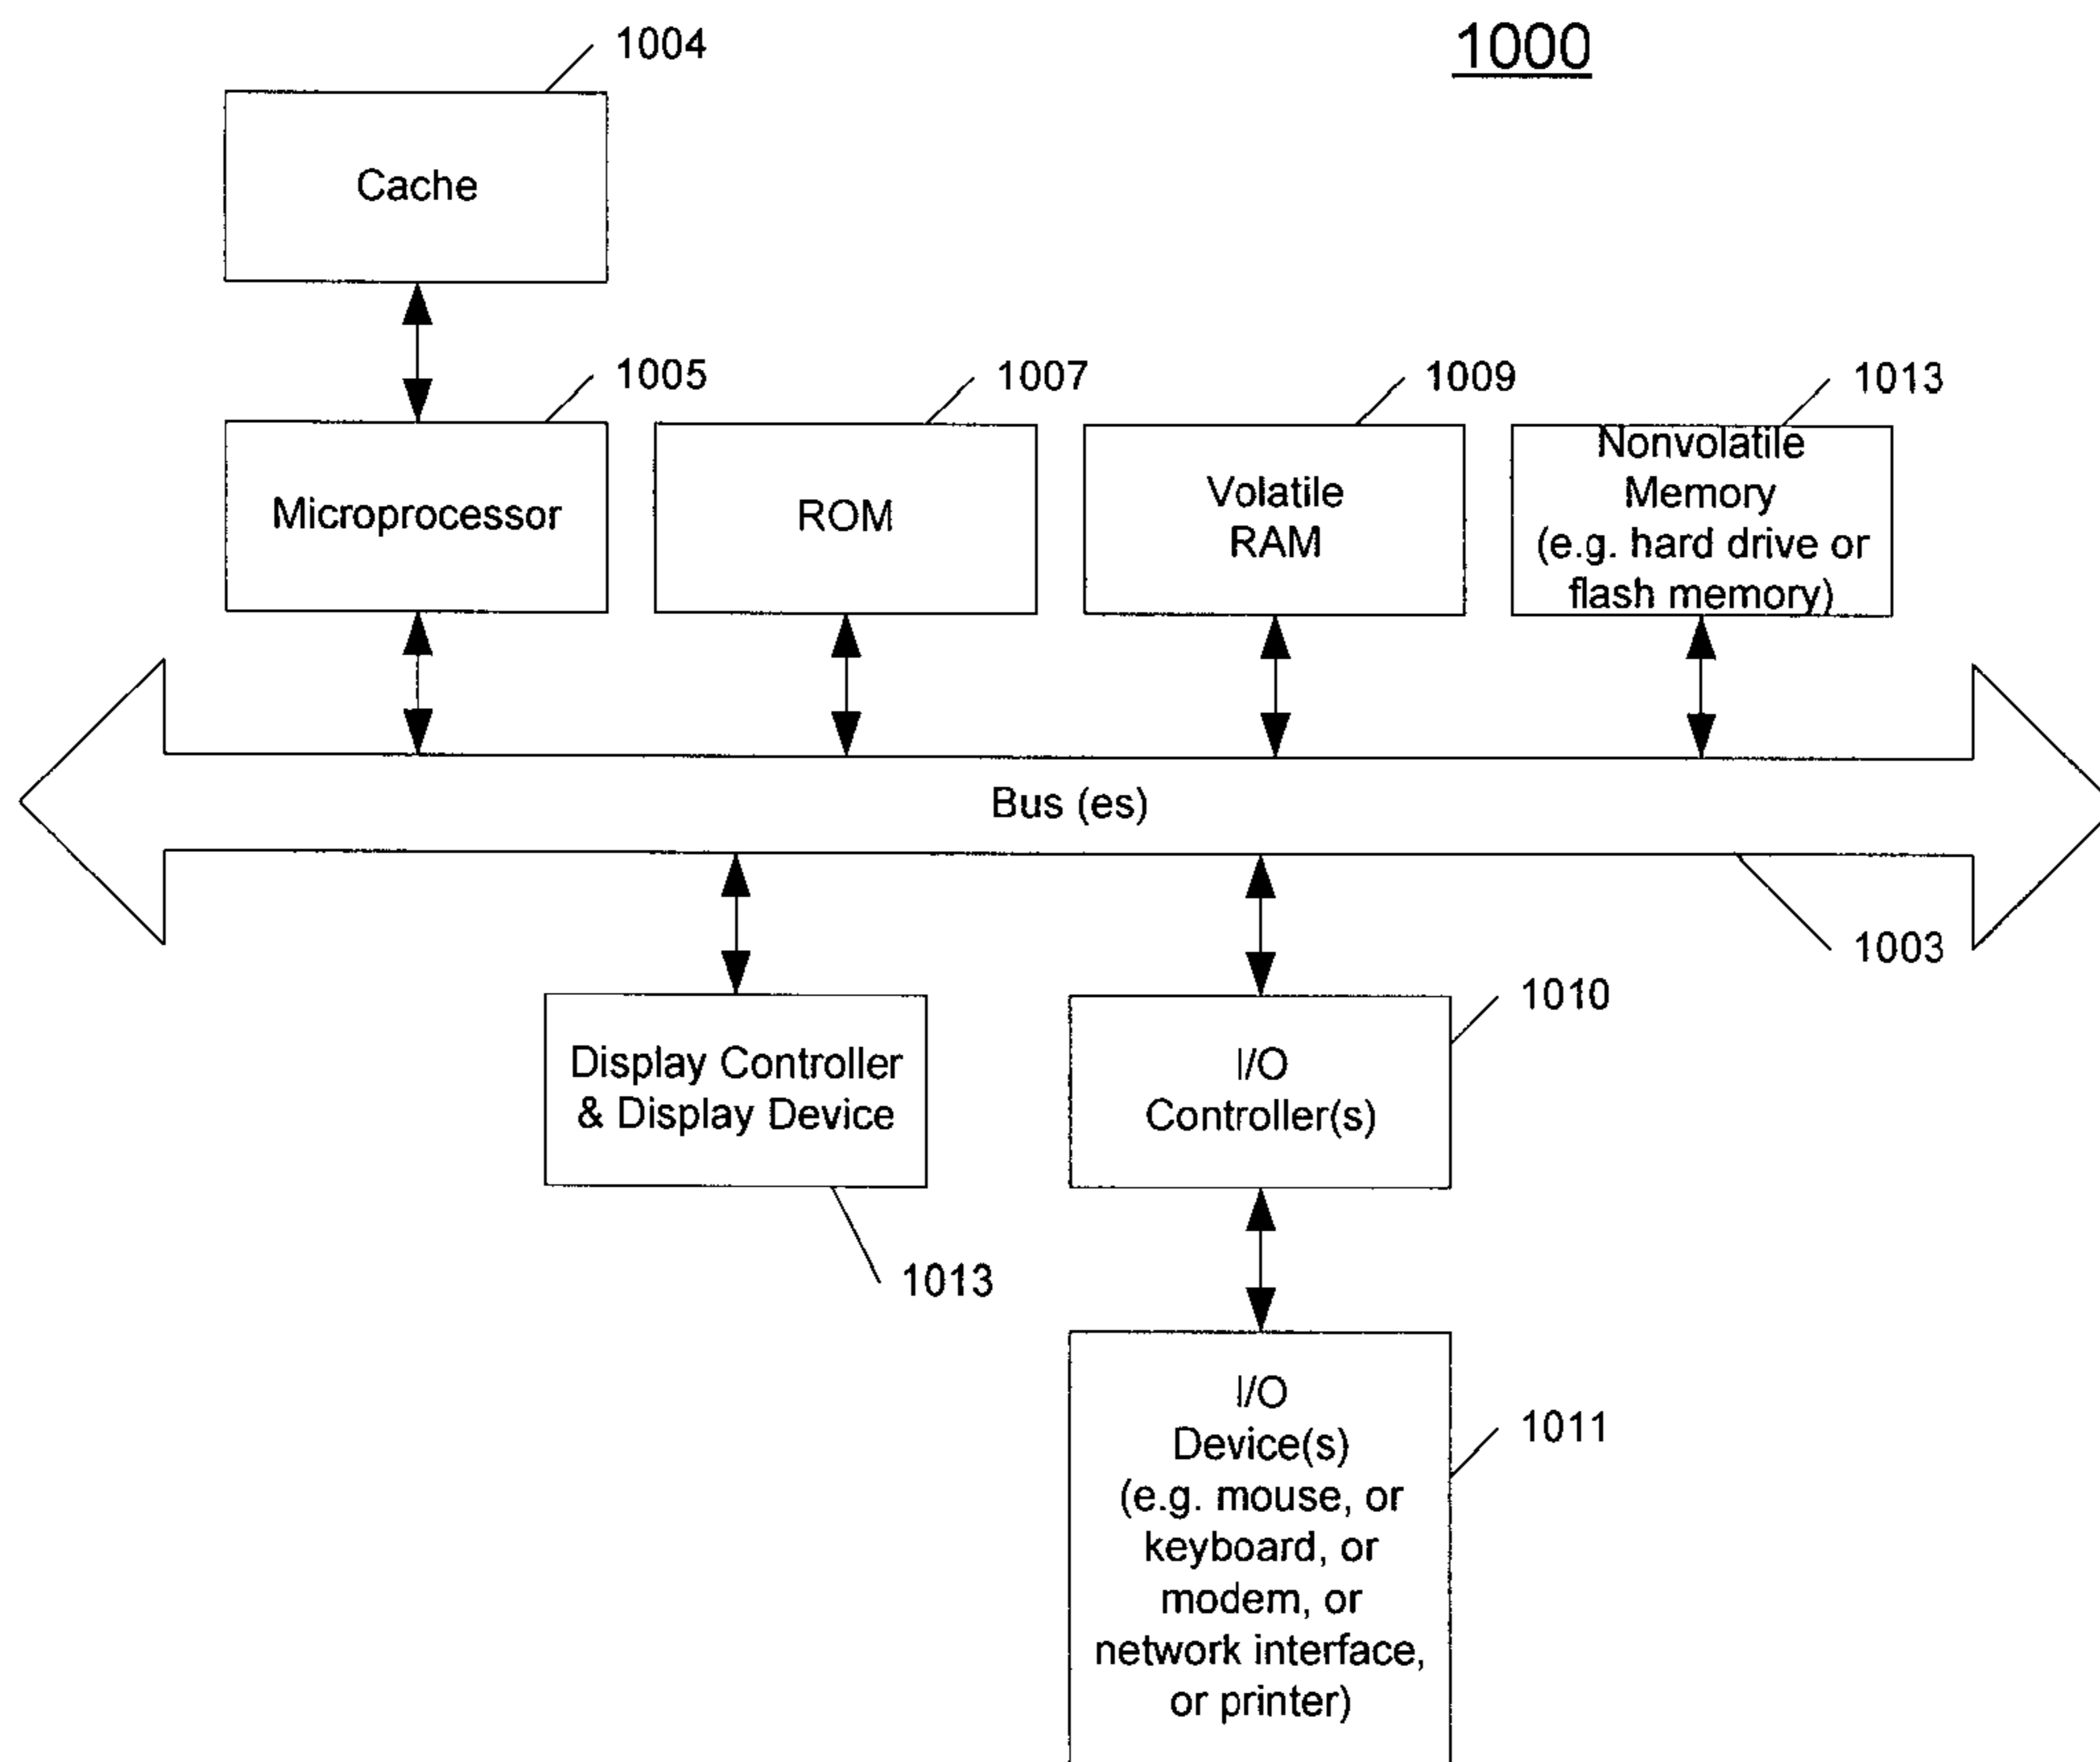 1000
1004
Cache
1005
1007
1009
1013
Microprocessor
ROM
Volatile
RAM
Nonvolatile
Memory
(e.g. hard drive or
flash memory)
Bus (es)
1003
Display Controller
& Display Device
1013
1010
I/O
Controller(s)
1011
I/O
Device(s)
(e.g. mouse, or
keyboard, or
modem, or
network interface,
or printer)